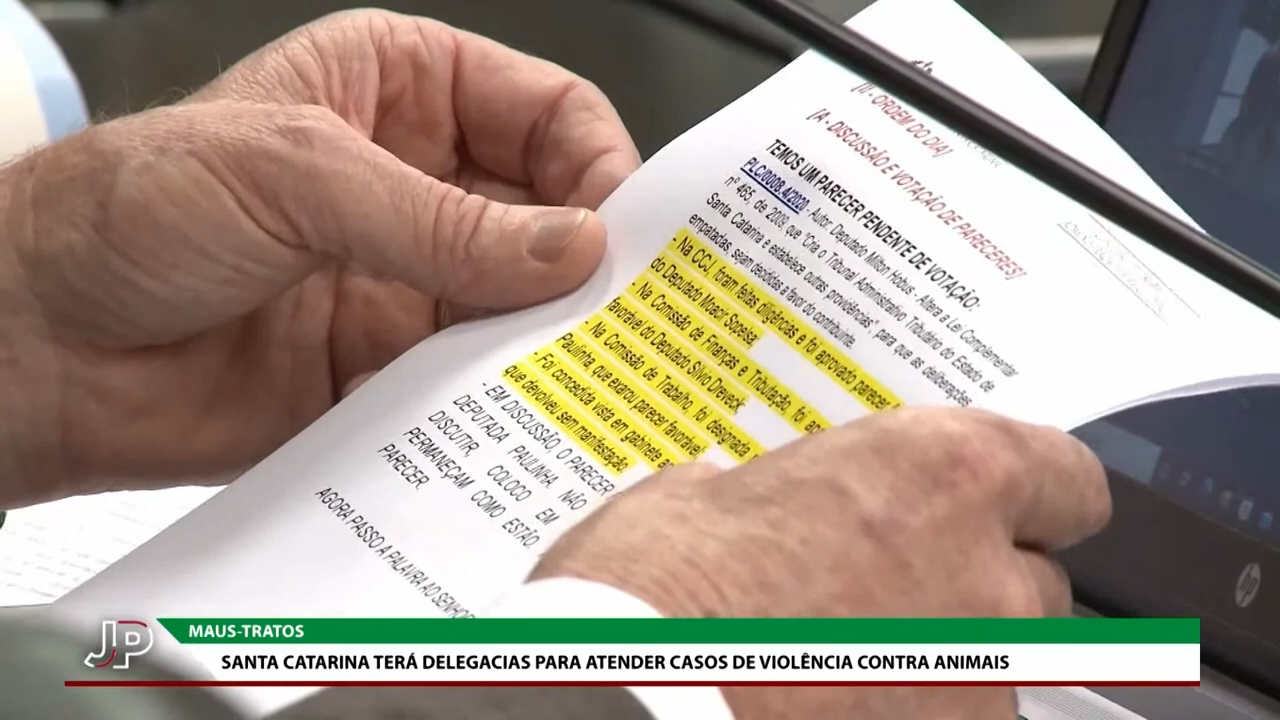 [I - ORDEM DO DIA]
[A - DISCUSSÃO E VOTAÇÃO DE PARECERES]
TEMOS UM PARECER PENDENTE DE VOTAÇÃO:
PLC/0008.4/2020 - Autor: Deputado Milton Hobus - Altera a Lei Complementar
nº 465, de 2009, que "Cria o Tribunal Administrativo Tributário do Estado de
Santa Catarina e estabelece outras providências" para que as deliberações
empatadas, sejam decididas a favor do contribuinte.
- Na CCJ, foram feitas diligências e foi aprovado parecer
do Deputado Moacir Sopelsa.
- Na Comissão de Finanças e Tributação, foi
favorável do Deputado Silvio Dreveck;
- Na Comissão de Trabalho, foi designada
Paulinha, que exarou parecer favorável.
- Foi concedida vista em gabinete
que devolveu sem manifestação.
- EM DISCUSSÃO, O PARECER
DEPUTADA PAULINHA NÃO
DISCUTIR, COLOCO EM
PERMANEÇAM COMO ESTÃO.
PARECER.
AGORA PASSO A PALAVRA AO SENHOR
hp
JP
MAUS-TRATOS
SANTA CATARINA TERÁ DELEGACIAS PARA ATENDER CASOS DE VIOLÊNCIA CONTRA ANIMAIS